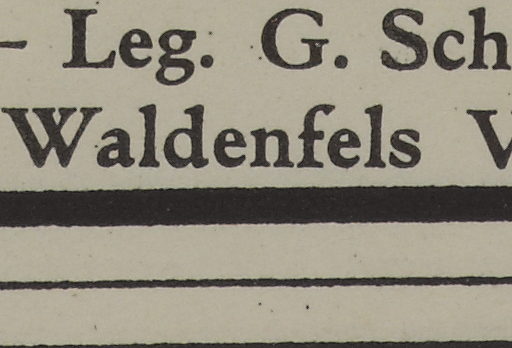 – Leg. G. Sch
Waldenfels V